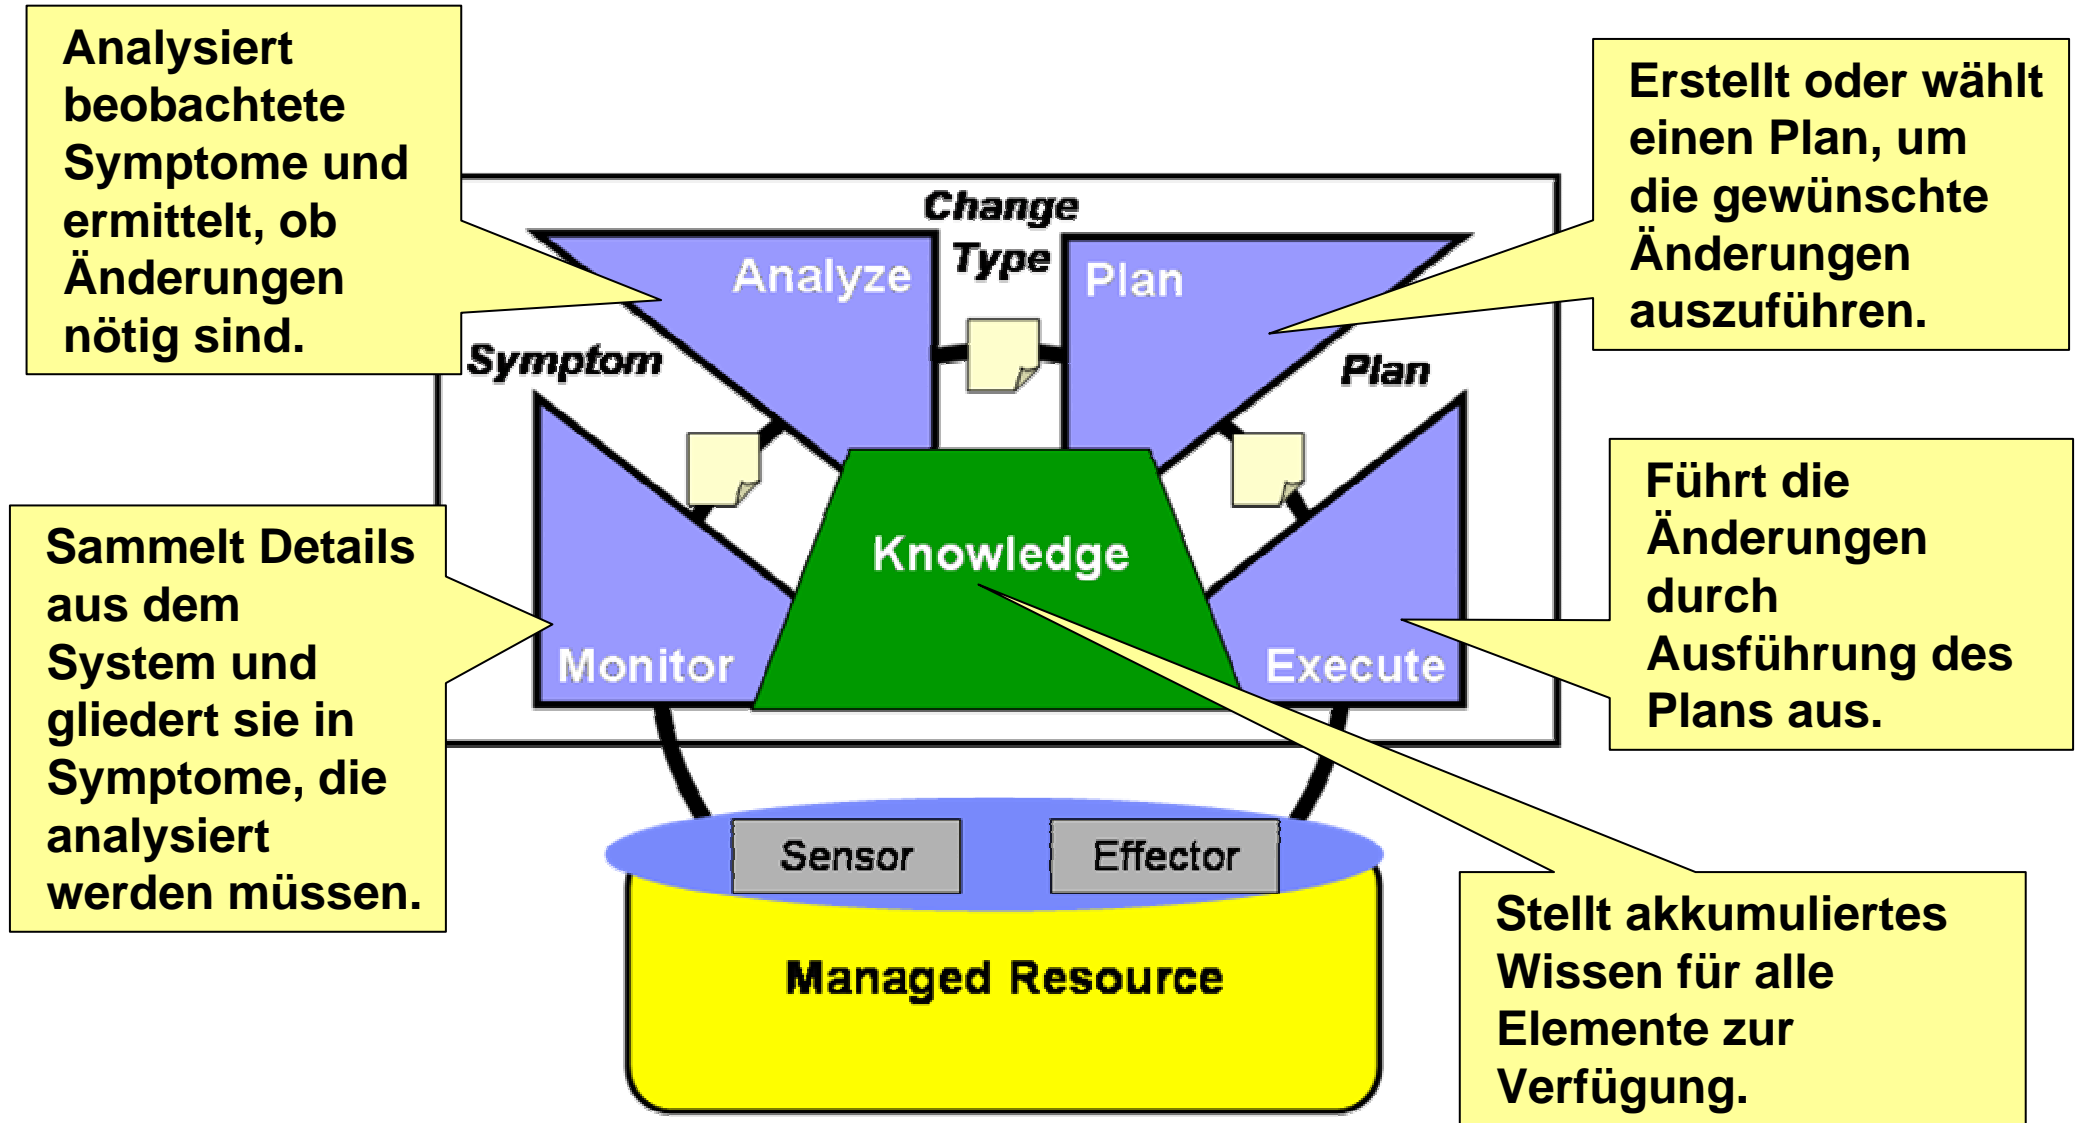 Analysiert
beobachtete
Symptome und
ermittelt, ob
Änderungen
nötig sind.
Erstellt oder wählt
einen Plan, um
die gewünschte
Änderungen
auszuführen.
Change
Type
Analyze
Plan
Symptom
Plan
Sammelt Details
aus dem
System und
gliedert sie in
Symptome, die
analysiert
werden müssen.
Knowledge
Monitor
Execute
Führt die
Änderungen
durch
Ausführung des
Plans aus.
Sensor
Effector
Managed Resource
Stellt akkumuliertes
Wissen für alle
Elemente zur
Verfügung.